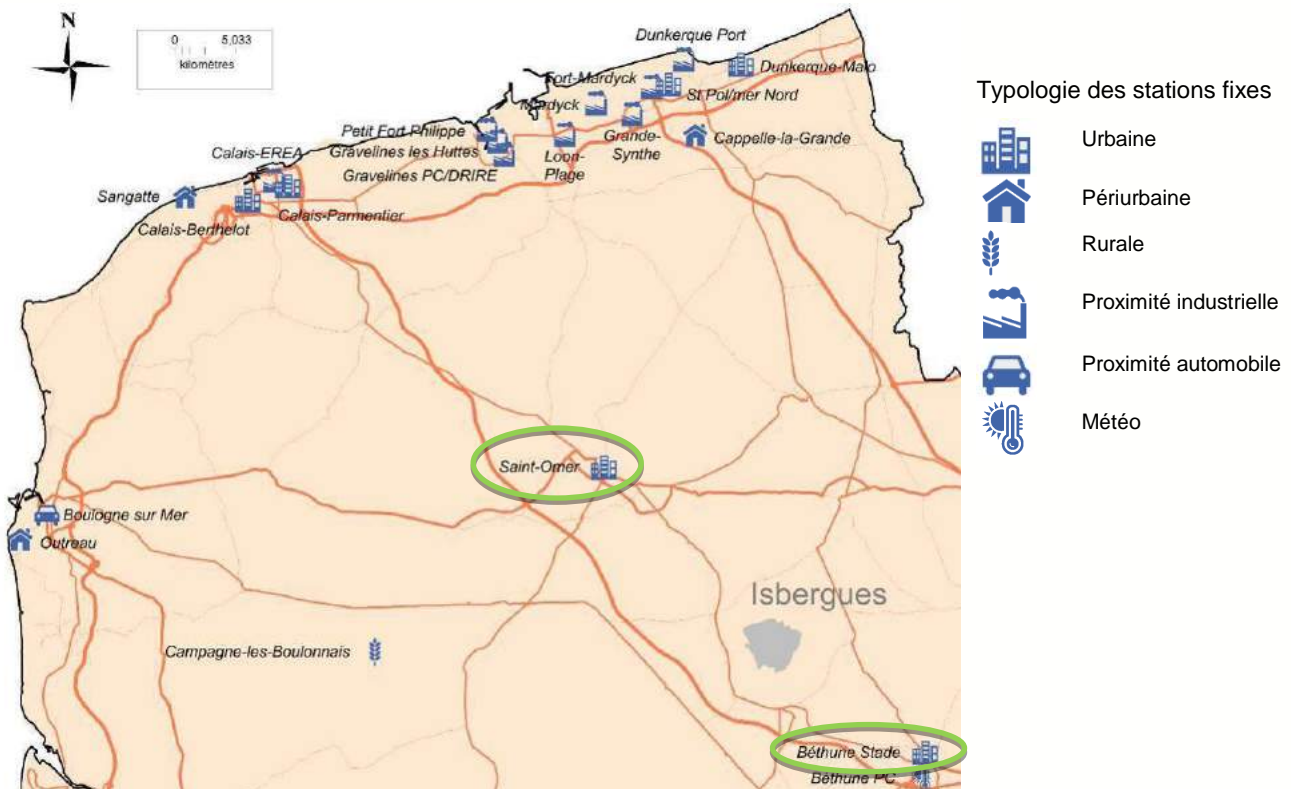 N
0 5,033
kilomètres
Dunkerque Port
Dunkerque-Malo
Fort-Mardyck
St Pol/mer Nord
Mardyck
Petit Fort Philippe
Grande-
Synthe
Cappelle-la-Grande
Calais-EREA
Gravelines les Huttes
Loon-
Plage
Gravelines PC/DRIRE
Sangatte
Calais-Parmentier
Calais-Berthelot
Saint-Omer
Boulogne sur Mer
Outreau
Isbergues
Campagne-les-Boulonnais
Béthune Stade
Béthune PC
Typologie des stations fixes
Urbaine
Périurbaine
Rurale
Proximité industrielle
Proximité automobile
Météo